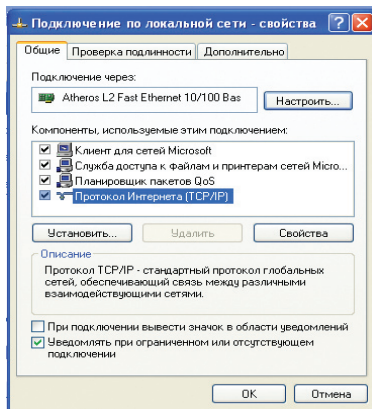 Подключение по локальной сети - свойства
Общие Проверка подлинности Дополнительно
Подключение через:
Atheros L2 Fast Ethernet 10/100 Bas Настроить...
Компоненты, используемые этим подключением:
Клиент для сетей Microsoft
Служба доступа к файлам и принтерам сетей Micro...
Планировщик пакетов QoS
Протокол Интернета (TCP/IP)
Установить... Удалить Свойства
Описание
Протокол TCP/IP - стандартный протокол глобальных
сетей, обеспечивающий связь между различными
взаимодействующими сетями.
При подключении вывести значок в области уведомлений
Уведомлять при ограниченном или отсутствующем
подключении
OK Отмена